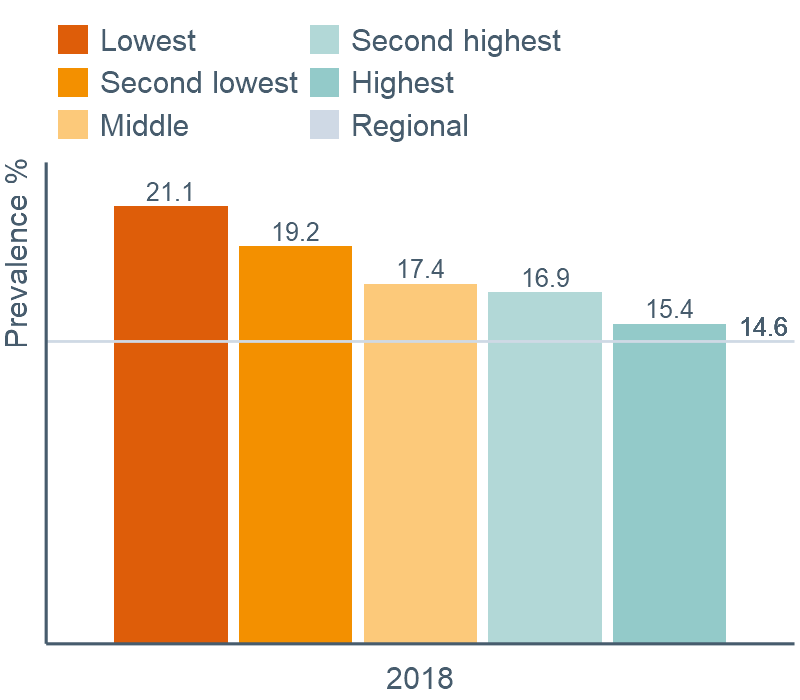 Lowest
Second lowest
Middle
Second highest
Highest
Regional
Prevalence %
21.1
19.2
17.4
16.9
15.4
14.6
2018